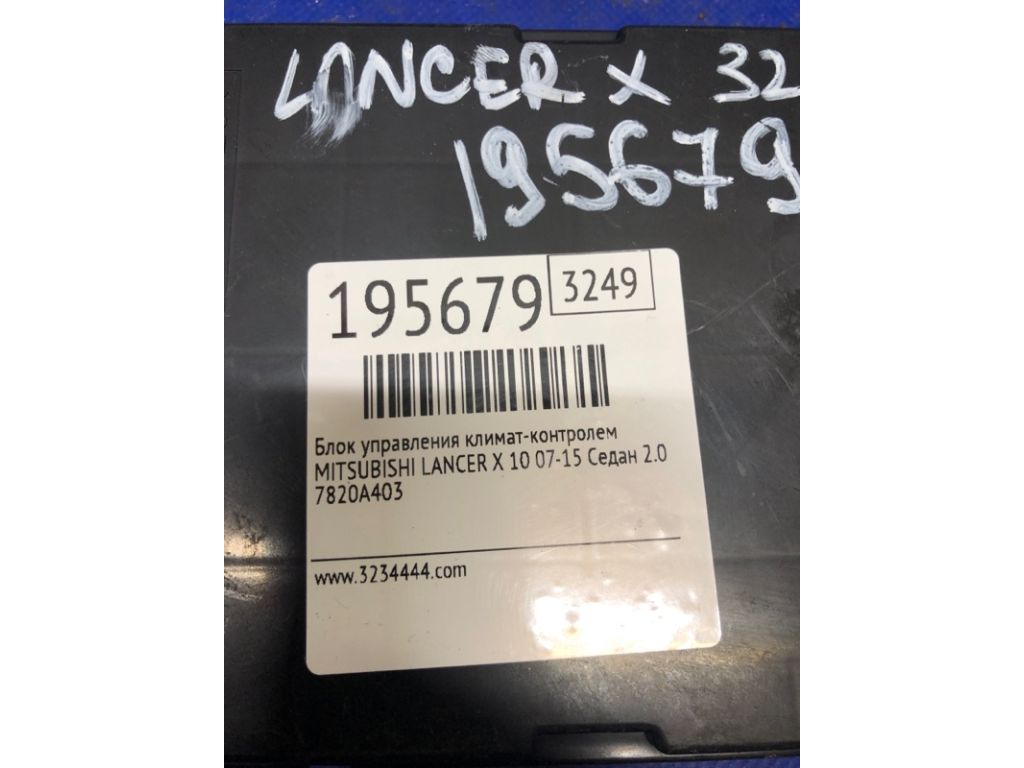 LANCER X 32
195679
195679 3249
Блок управления климат-контролем
MITSUBISHI LANCER X 10 07-15 Седан 2.0
7820A403
www.3234444.com